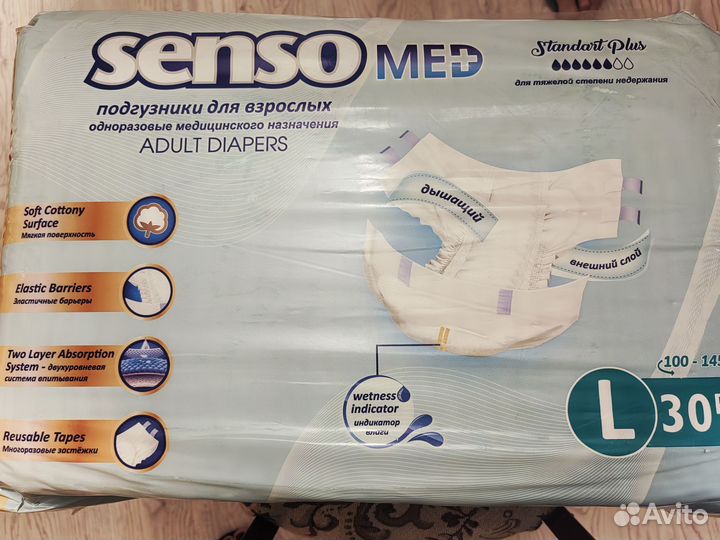 senso MED
Standart Plus
для тяжелой степени недержания
подгузники для взрослых
одноразовые медицинского назначения
ADULT DIAPERS
дышащий
внешний слой
Soft Cottony
Surface
Мягкая поверхность
Elastic Barriers
Эластичные барьеры
Two Layer Absorption
System - двухуровневая
система впитывания
Reusable Tapes
Многоразовые застёжки
wetness
indicator
индикатор
влаги
100 - 145
L 30
Avito